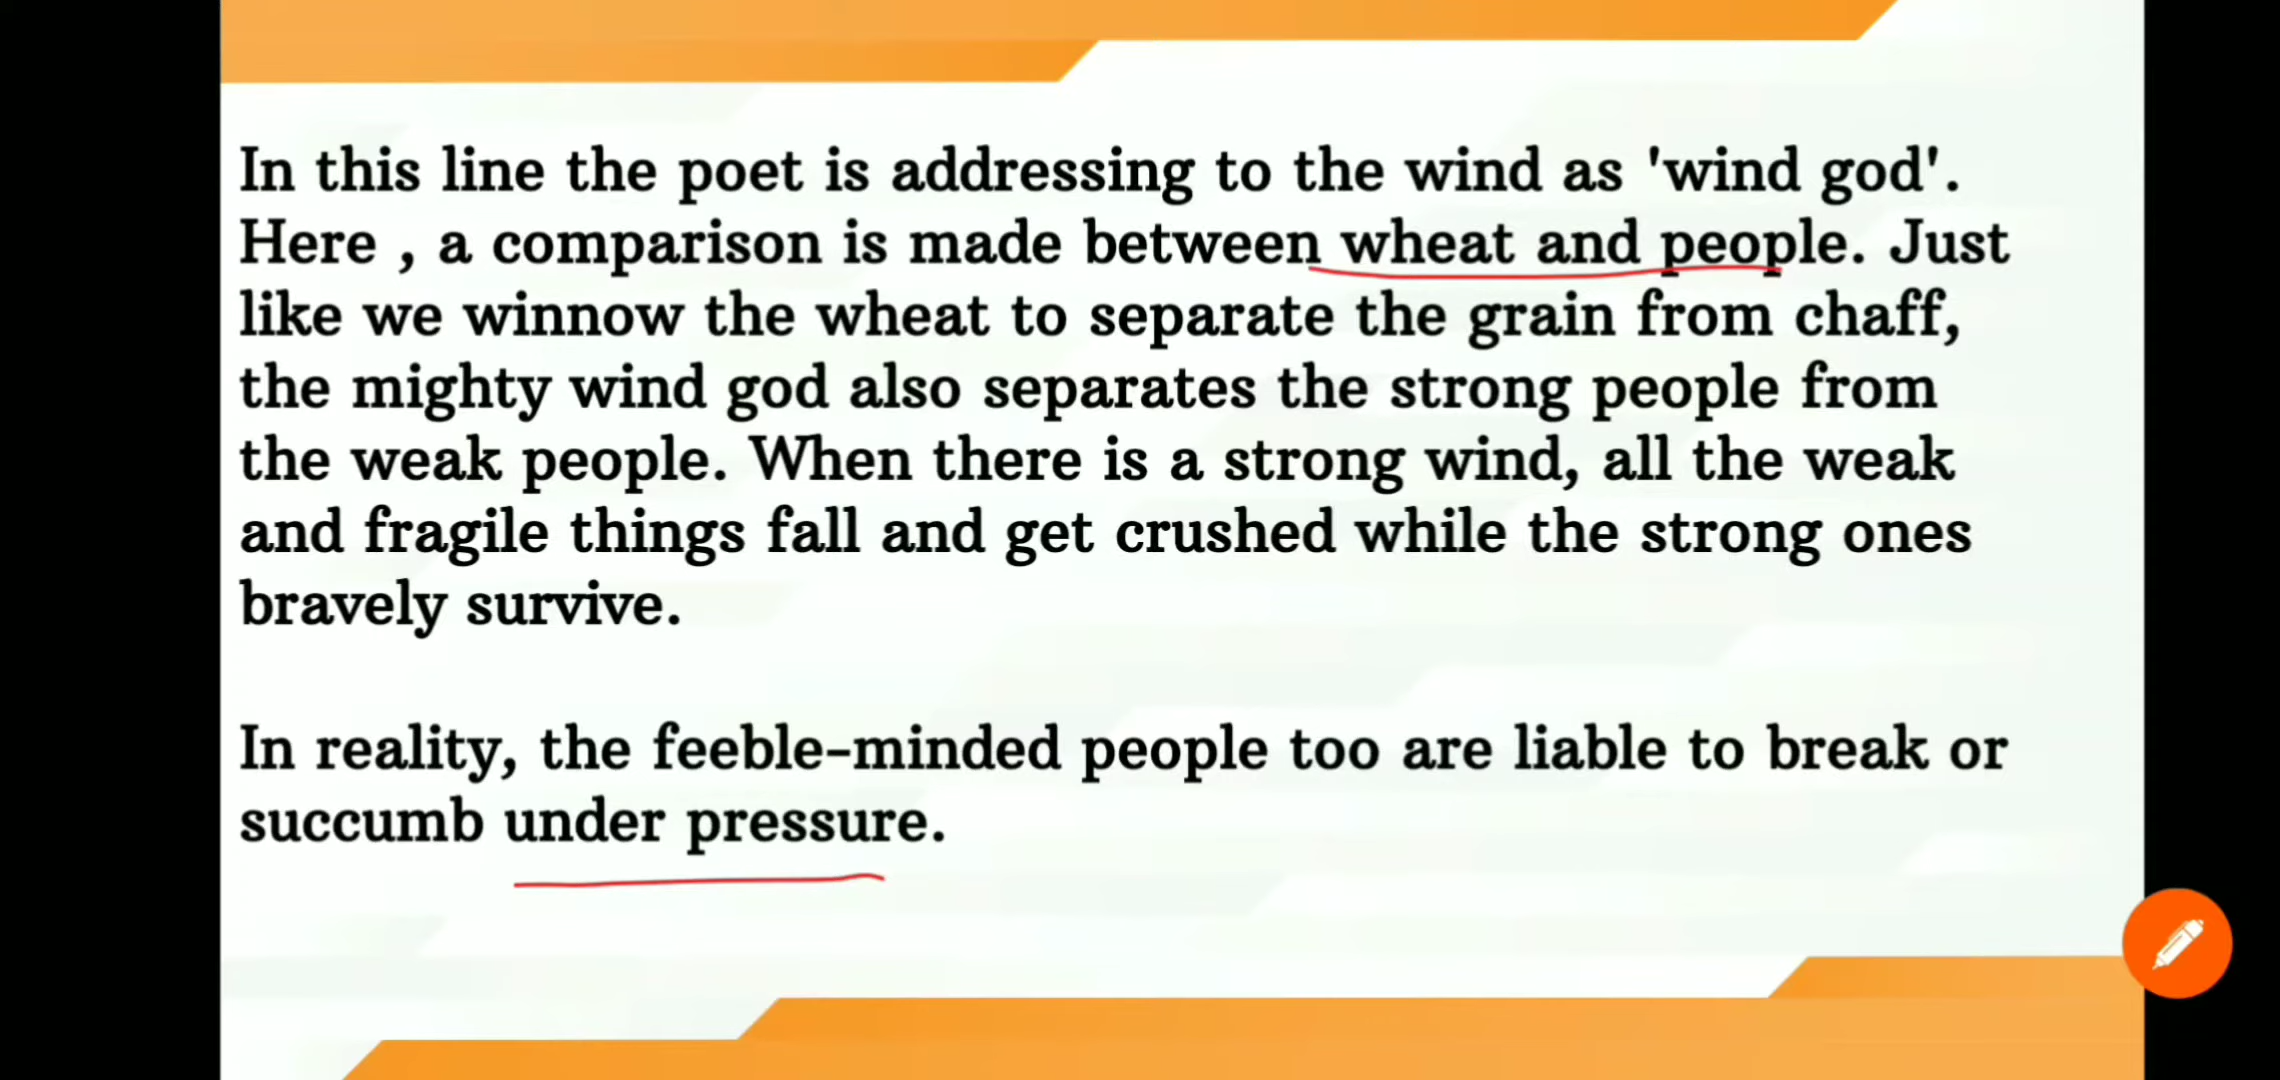 In this line the poet is addressing to the wind as 'wind god'.
Here , a comparison is made between wheat and people. Just
like we winnow the wheat to separate the grain from chaff,
the mighty wind god also separates the strong people from
the weak people. When there is a strong wind, all the weak
and fragile things fall and get crushed while the strong ones
bravely survive.
In reality, the feeble-minded people too are liable to break or
succumb under pressure.